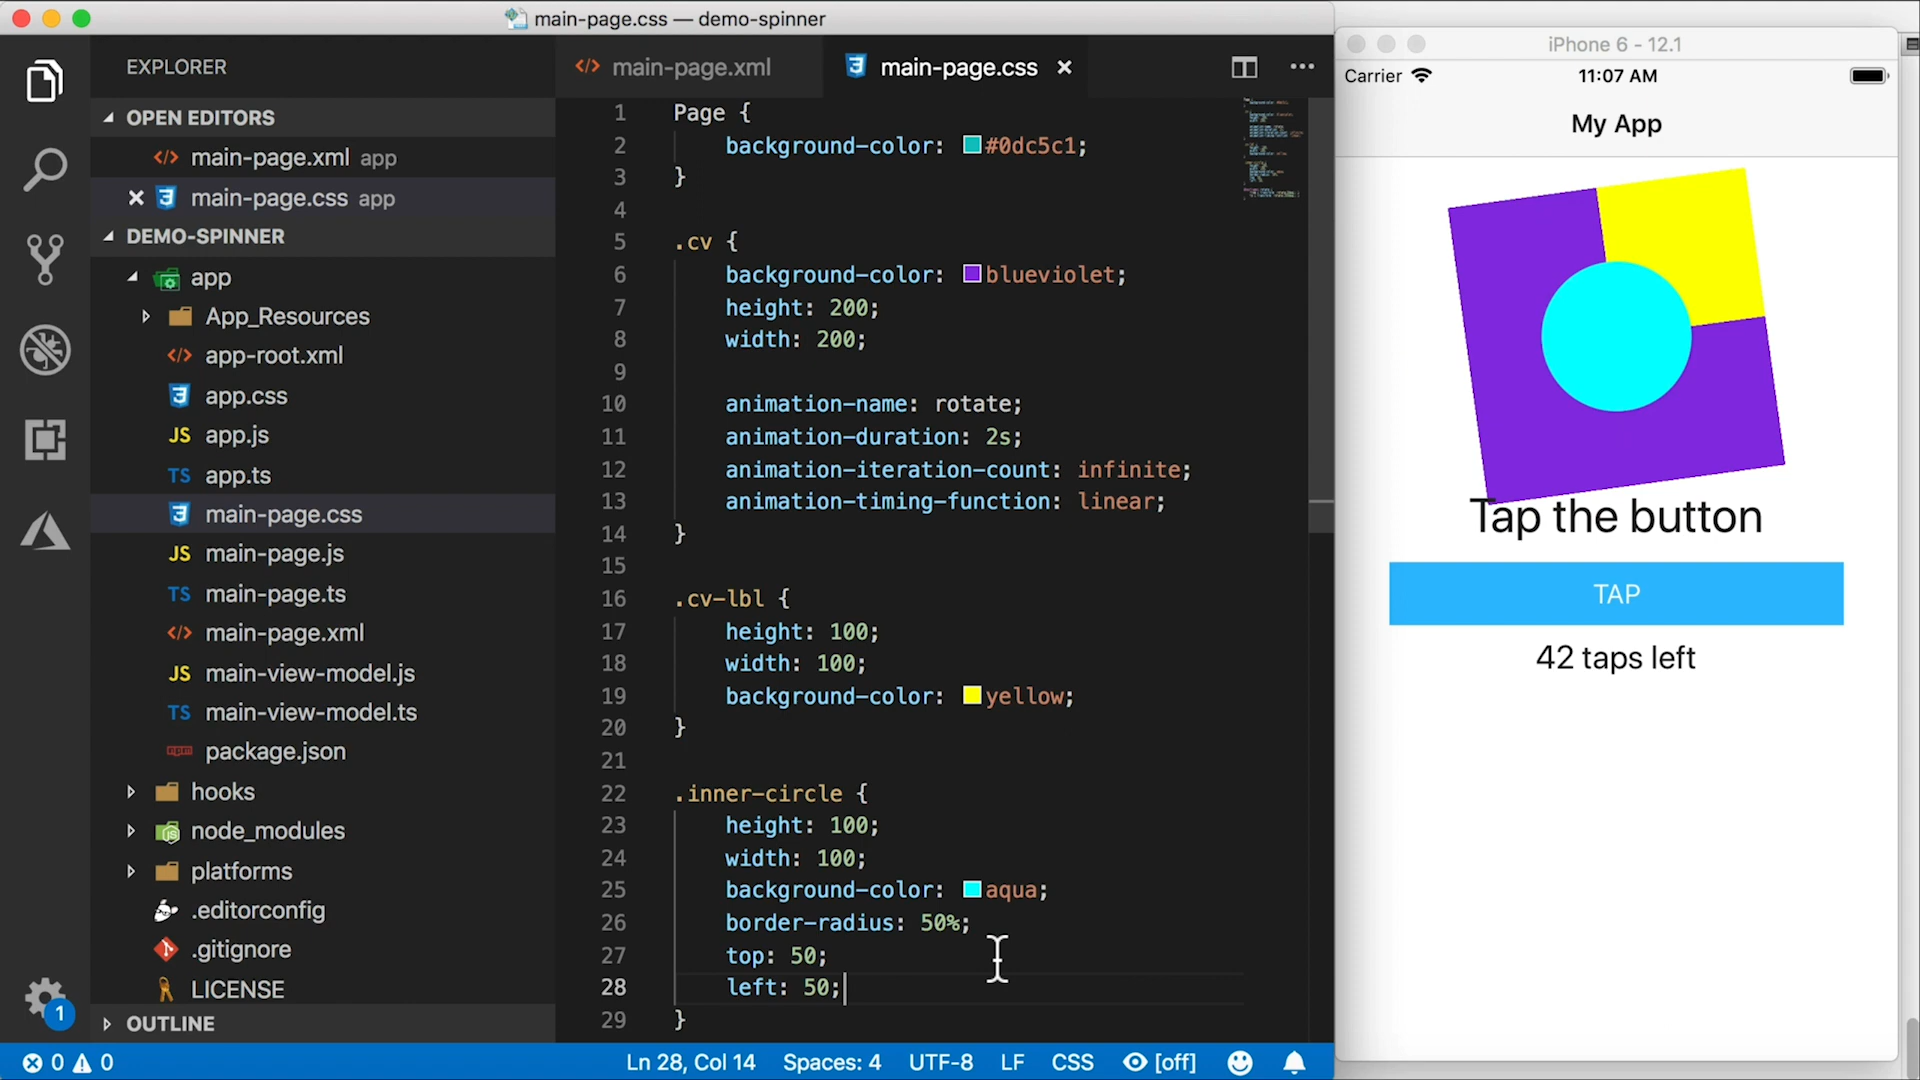 main-page.css — demo-spinner
EXPLORER
OPEN EDITORS
main-page.xml app
main-page.css app
DEMO-SPINNER
app
App_Resources
app-root.xml
app.css
JS app.js
TS app.ts
main-page.css
JS main-page.js
TS main-page.ts
main-page.xml
JS main-view-model.js
TS main-view-model.ts
package.json
hooks
node_modules
platforms
.editorconfig
.gitignore
LICENSE
OUTLINE
1
main-page.xml
main-page.css
1 Page {
2 background-color: #0dc5c1;
3 }
4
5 .cv {
6 background-color: blueviolet;
7 height: 200;
8 width: 200;
9
10 animation-name: rotate;
11 animation-duration: 2s;
12 animation-iteration-count: infinite;
13 animation-timing-function: linear;
14 }
15
16 .cv-lbl {
17 height: 100;
18 width: 100;
19 background-color: yellow;
20 }
21
22 .inner-circle {
23 height: 100;
24 width: 100;
25 background-color: aqua;
26 border-radius: 50%;
27 top: 50;
28 left: 50;
29 }
0 0
Ln 28, Col 14 Spaces: 4 UTF-8 LF CSS [off]
iPhone 6 - 12.1
Carrier 11:07 AM
My App
Tap the button
TAP
42 taps left